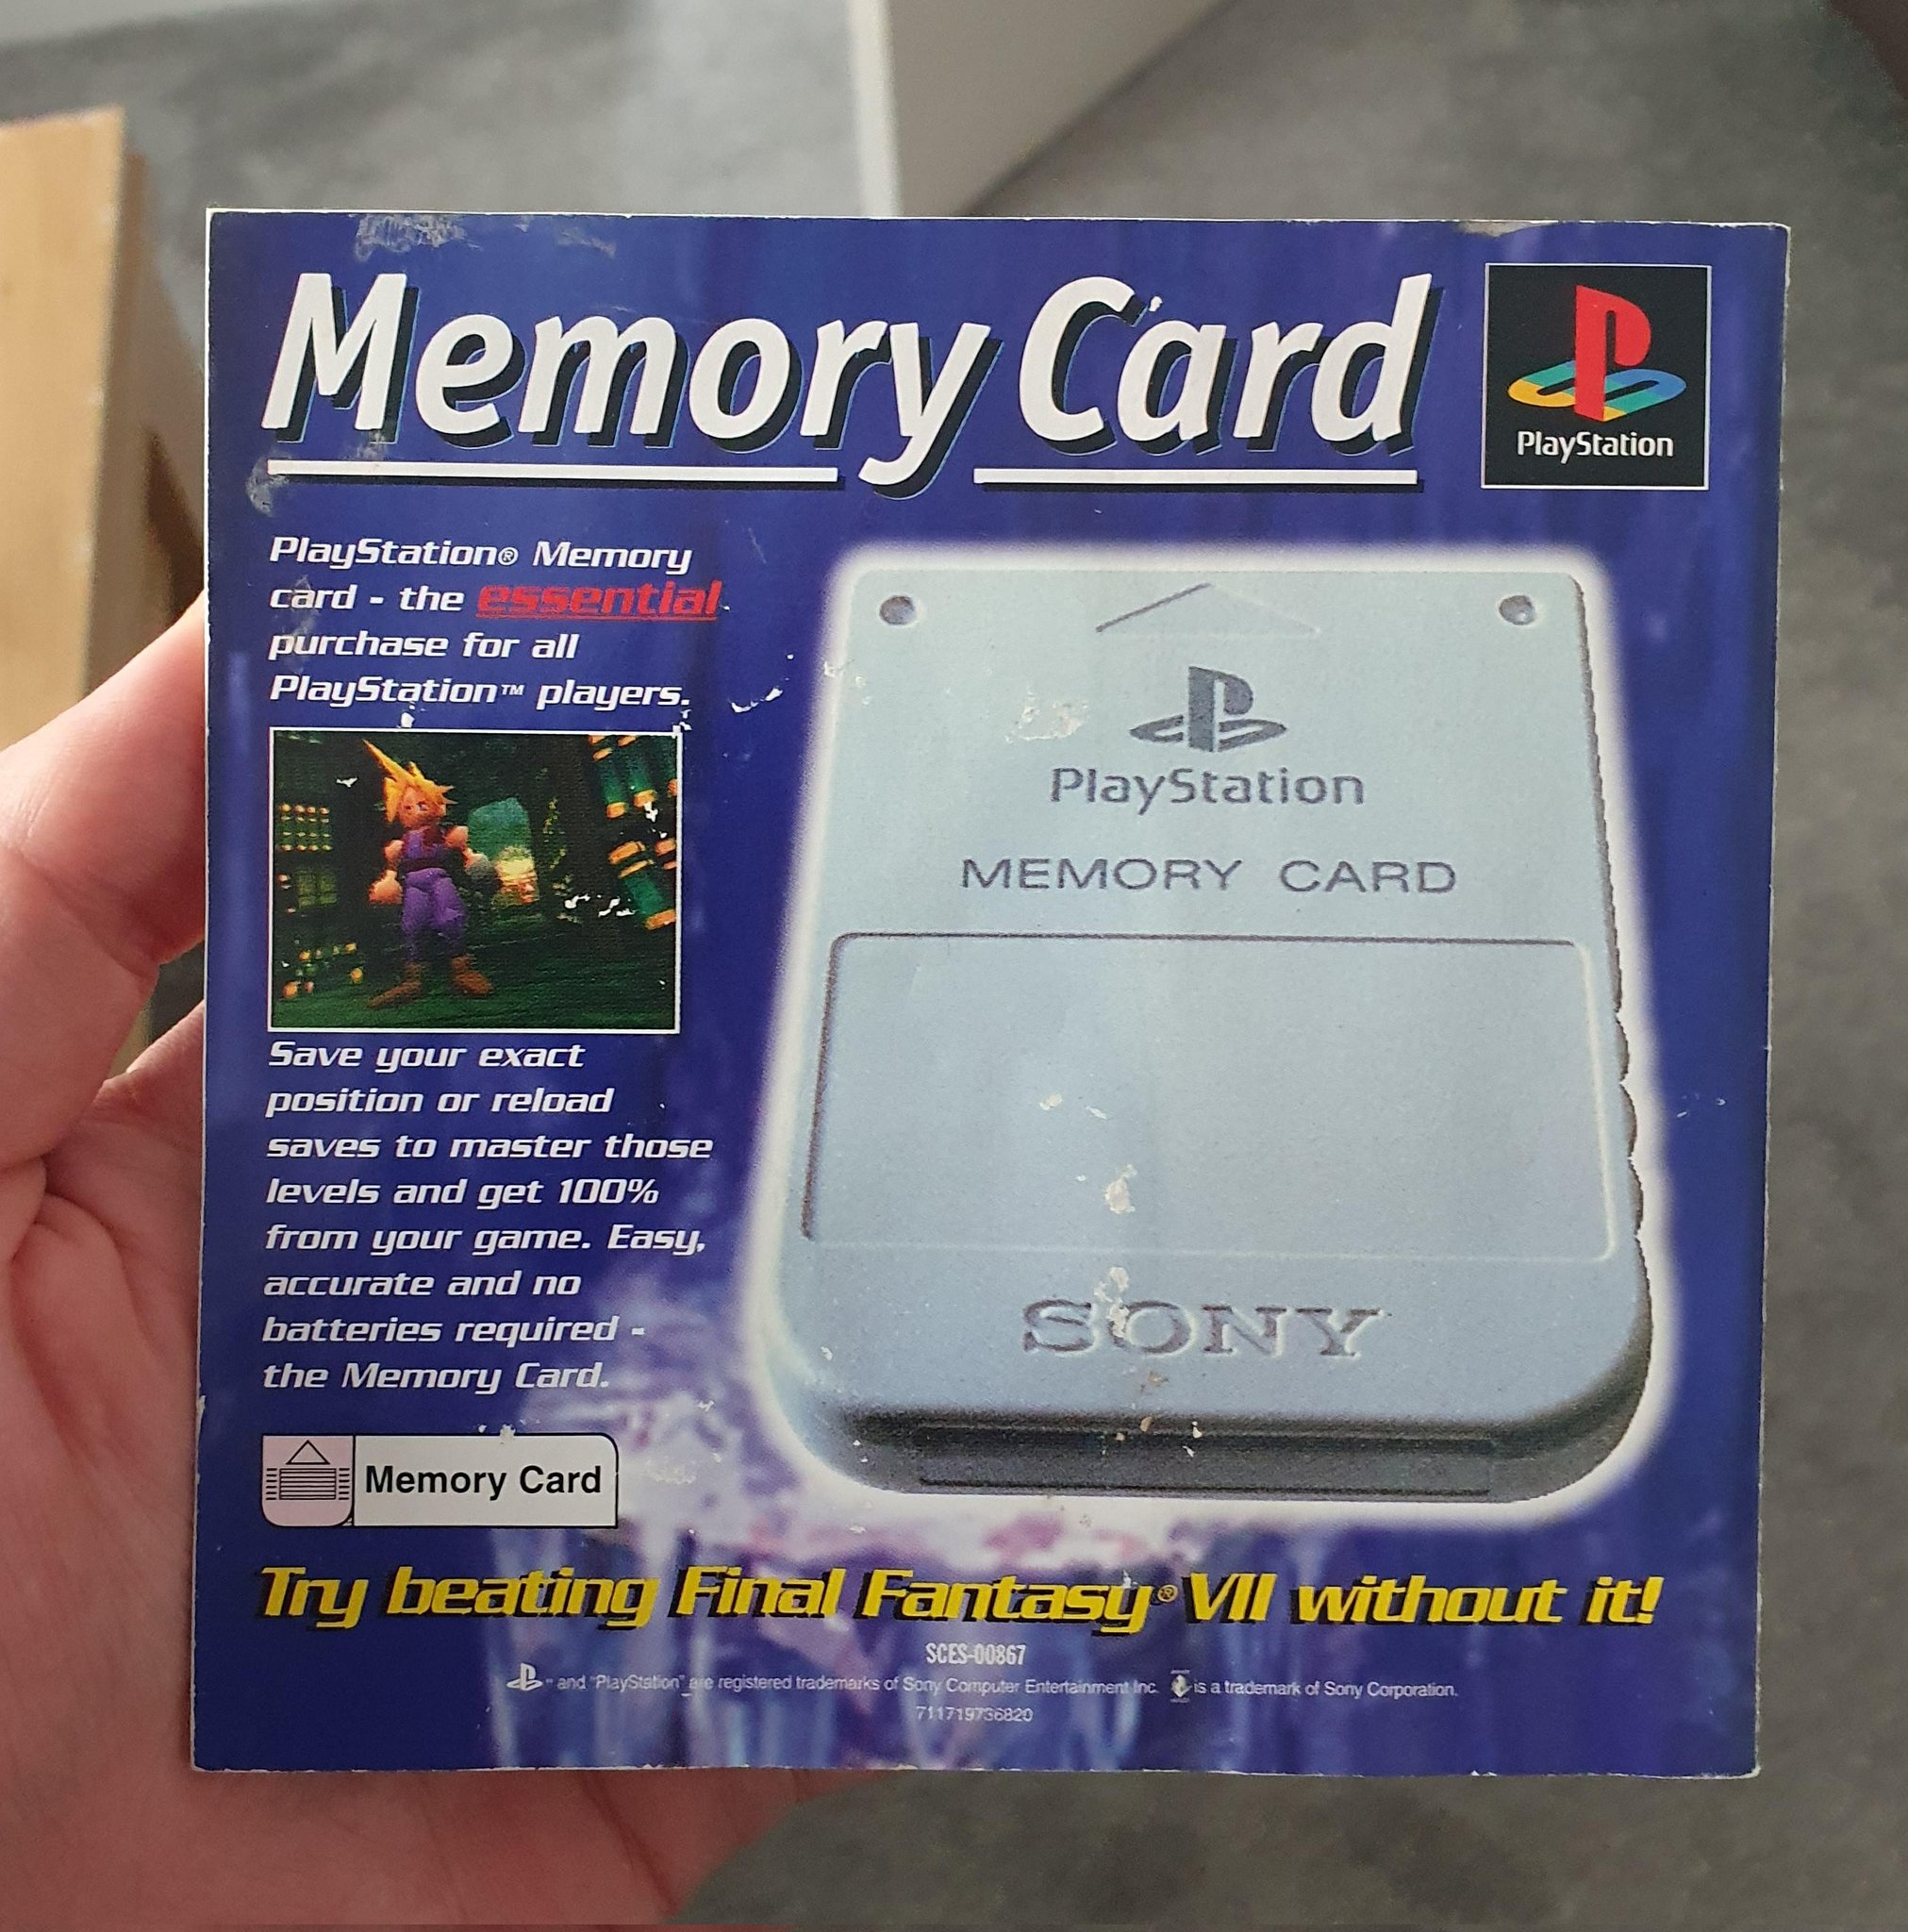 Memory Card
PlayStation
PlayStation® Memory
card - the essential
purchase for all
PlayStation™ players.
Save your exact
position or reload
saves to master those
levels and get 100%
from your game. Easy,
accurate and no
batteries required -
the Memory Card.
Memory Card
PlayStation
MEMORY CARD
SONY
Try beating Final Fantasy® VII without it!
SCES-00867
and "PlayStation" are registered trademarks of Sony Computer Entertainment Inc. is a trademark of Sony Corporation.
711719736820